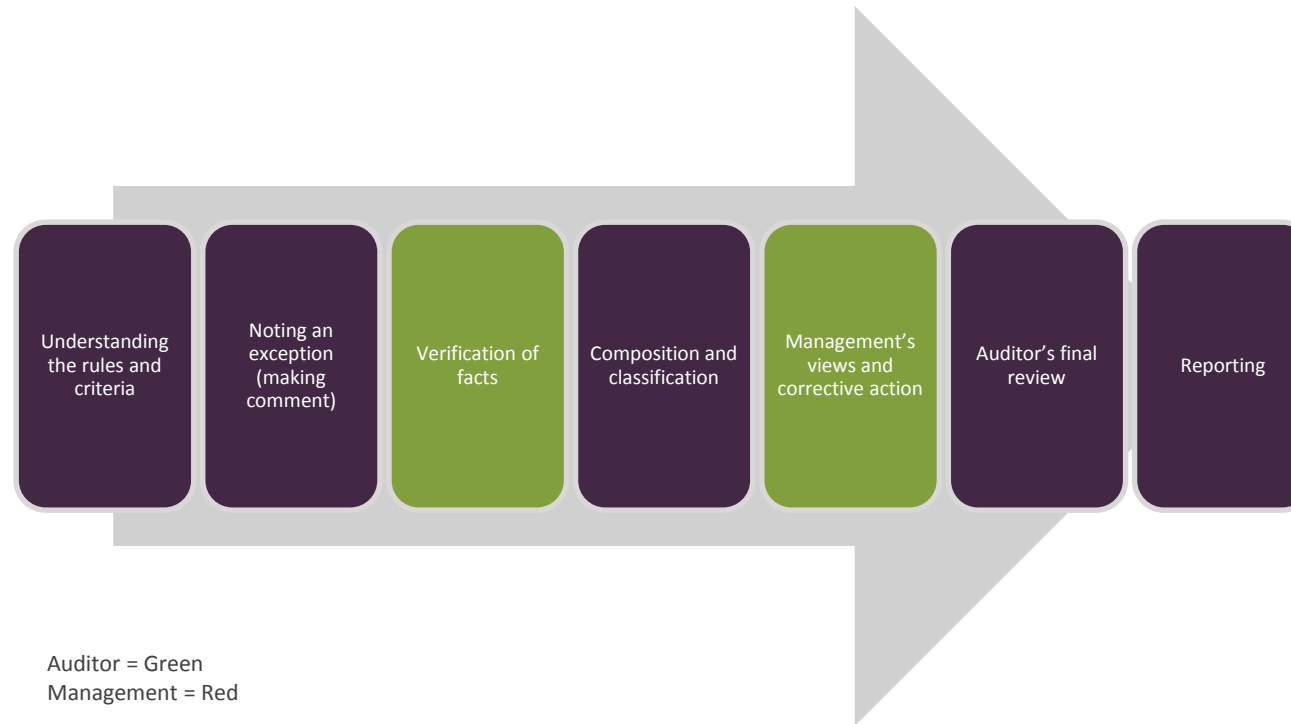 Understanding
the rules and
criteria
Noting an
exception
(making
comment)
Verification of
facts
Composition and
classification
Management’s
views and
corrective action
Auditor’s final
review
Reporting
Auditor = Green
Management = Red